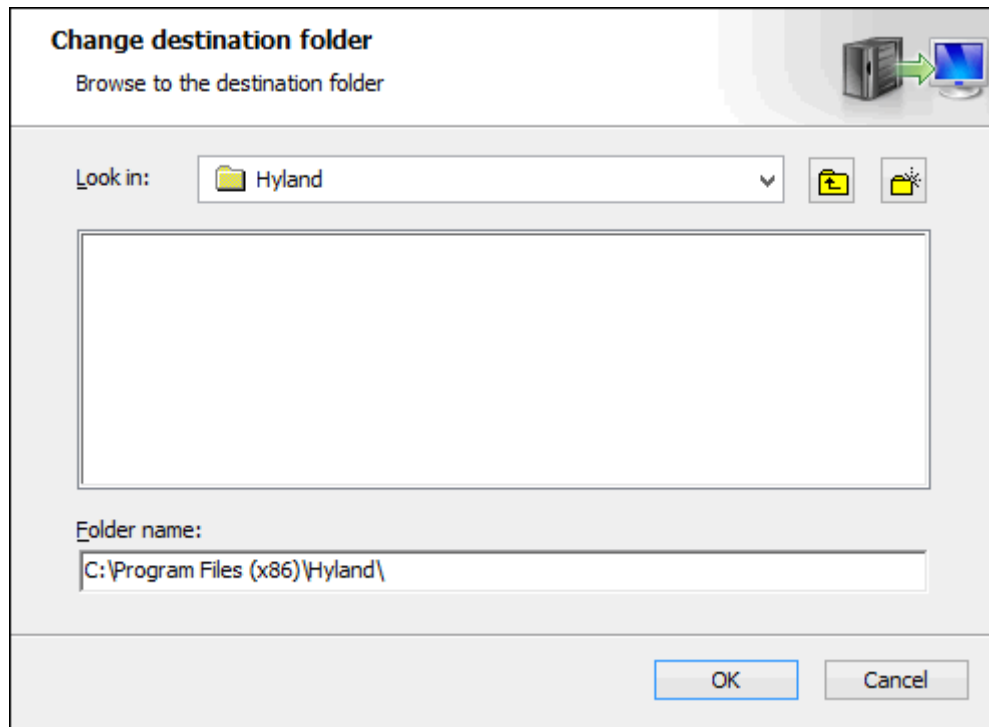 Change destination folder
Browse to the destination folder
Look in:
Hyland
Folder name:
C:\Program Files (x86)\Hyland\
OK
Cancel